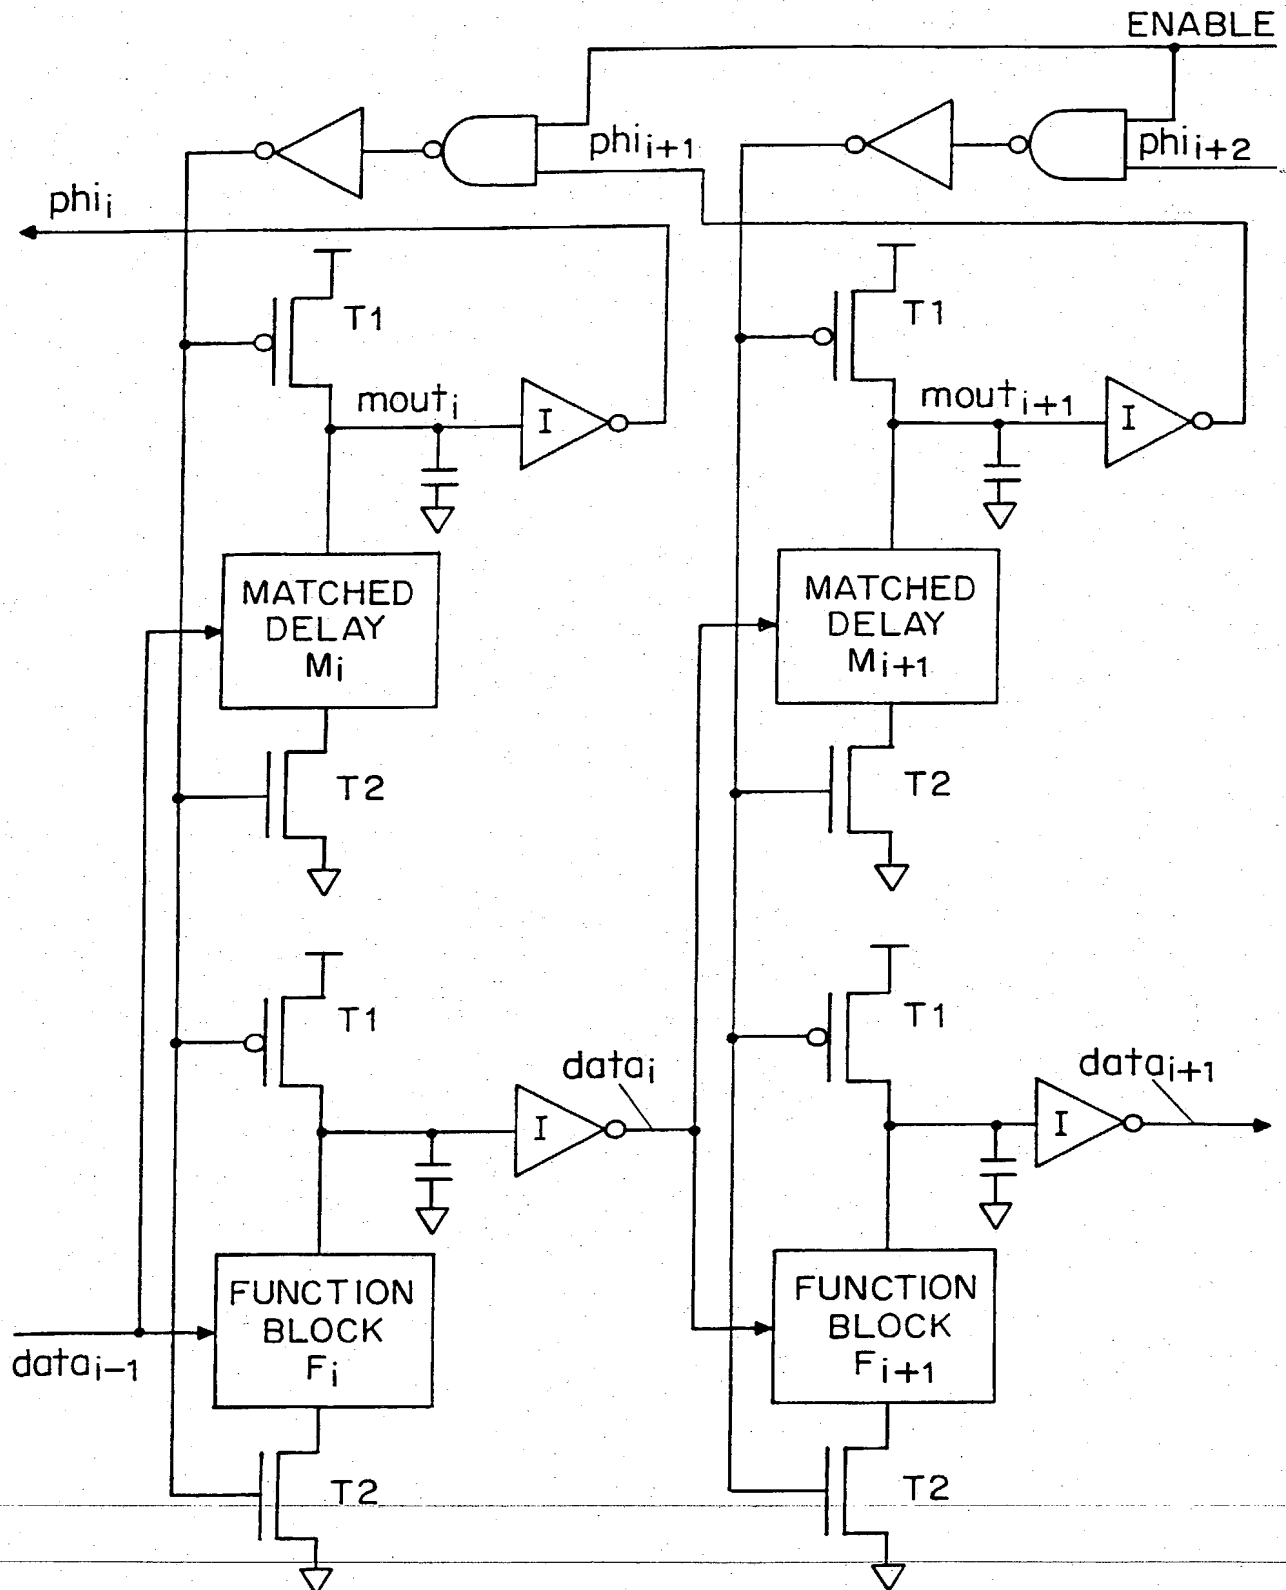 ENABLE
phi i+1
phi i+2
phi i
T1
T1
mout i
I
mout i+1
I
MATCHED
DELAY
M i
MATCHED
DELAY
M i+1
T2
T2
T1
T1
data i
data i+1
I
I
FUNCTION
BLOCK
F i
FUNCTION
BLOCK
F i+1
data i-1
T2
T2